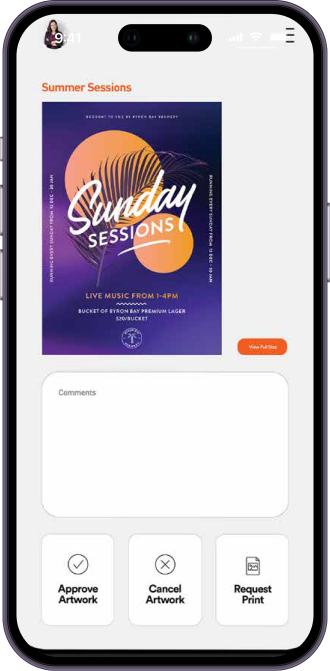 9:41
Summer Sessions
BROUGHT TO YOU BY BYRON BAY BREWERY
RUNNING EVERY SUNDAY FROM 12 DEC - 30 JAN
Sunday
SESSIONS
RUNNING EVERY SUNDAY FROM 12 DEC - 30 JAN
LIVE MUSIC FROM 1-4PM
BUCKET OF BYRON BAY PREMIUM LAGER
$20/BUCKET
View Full Size
Comments
Approve
Artwork
Cancel
Artwork
Request
Print